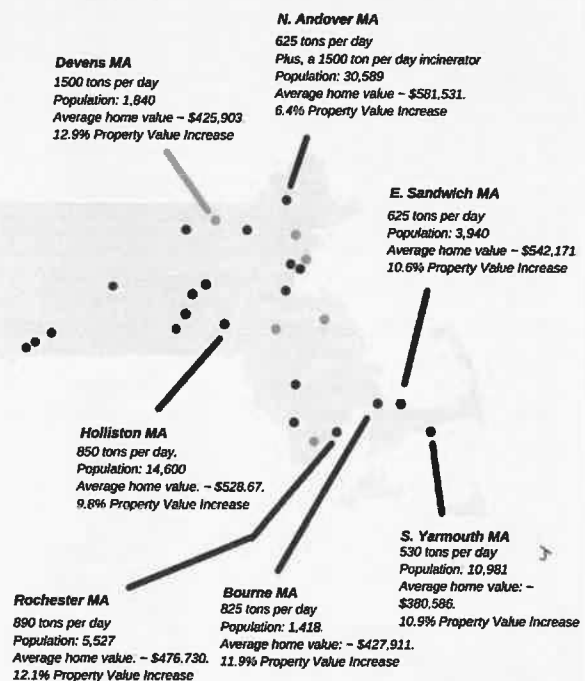 N. Andover MA
625 tons per day
Plus, a 1500 ton per day incinerator
Population: 30,589
Average home value ~ $581,531.
6.4% Property Value Increase
Devens MA
1500 tons per day
Population: 1,840
Average home value ~ $425,903
12.9% Property Value Increase
E. Sandwich MA
625 tons per day
Population: 3,940
Average home value ~ $542,171
10.6% Property Value Increase
Holliston MA
850 tons per day.
Population: 14,600
Average home value. ~ $528.67.
9.8% Property Value Increase
S. Yarmouth MA
530 tons per day
Population: 10,981
Average home value: ~
$380,586.
10.9% Property Value Increase
Rochester MA
890 tons per day
Population: 5,527
Average home value. ~ $476.730.
12.1% Property Value Increase
Bourne MA
825 tons per day
Population: 1,418.
Average home value: ~ $427,911.
11.9% Property Value Increase